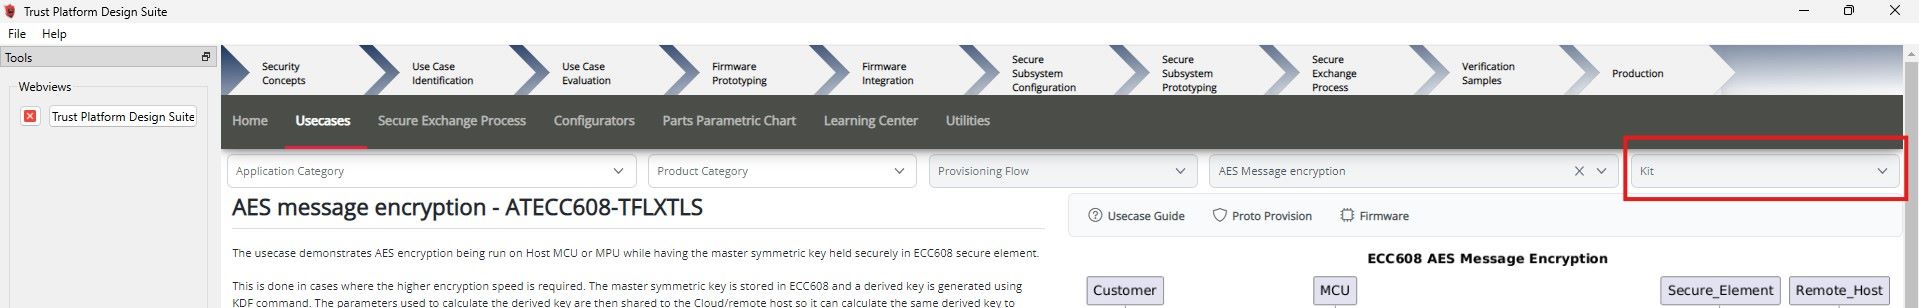 Trust Platform Design Suite
File Help
Tools
Webviews
Trust Platform Design Suite
Security
Concepts
Use Case
Identification
Use Case
Evaluation
Firmware
Prototyping
Firmware
Integration
Secure
Subsystem
Configuration
Secure
Subsystem
Prototyping
Secure
Exchange
Process
Verification
Samples
Production
Home Usecases Secure Exchange Process Configurators Parts Parametric Chart Learning Center Utilities
Application Category Product Category Provisioning Flow AES Message encryption Kit
AES message encryption - ATECC608-TFLXTLS
The usecase demonstrates AES encryption being run on Host MCU or MPU while having the master symmetric key held securely in ECC608 secure element.
This is done in cases where the higher encryption speed is required. The master symmetric key is stored in ECC608 and a derived key is generated using
KDF command. The parameters used to calculate the derived key are then shared to the Cloud/remote host so it can calculate the same derived key to
Usecase Guide Proto Provision Firmware
ECC608 AES Message Encryption
Customer MCU Secure_Element Remote_Host